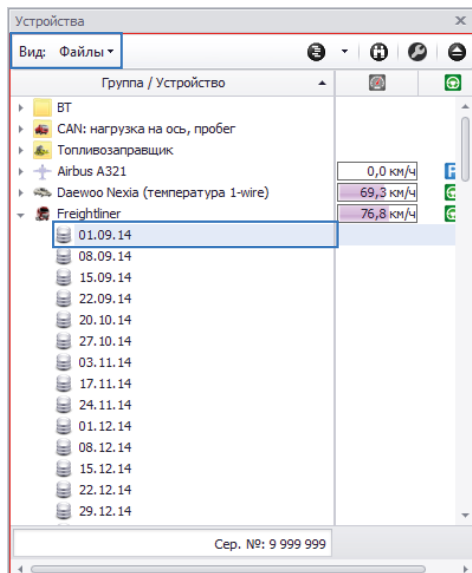 Устройства
Вид: Файлы
Группа / Устройство
BT
CAN: нагрузка на ось, пробег
Топливозаправщик
Airbus A321 0,0 км/ч
Daewoo Nexia (температура 1-wire) 69,3 км/ч
Freightliner 76,8 км/ч
01.09.14
08.09.14
15.09.14
22.09.14
20.10.14
27.10.14
03.11.14
17.11.14
24.11.14
01.12.14
08.12.14
15.12.14
22.12.14
29.12.14
Сер. №: 9 999 999